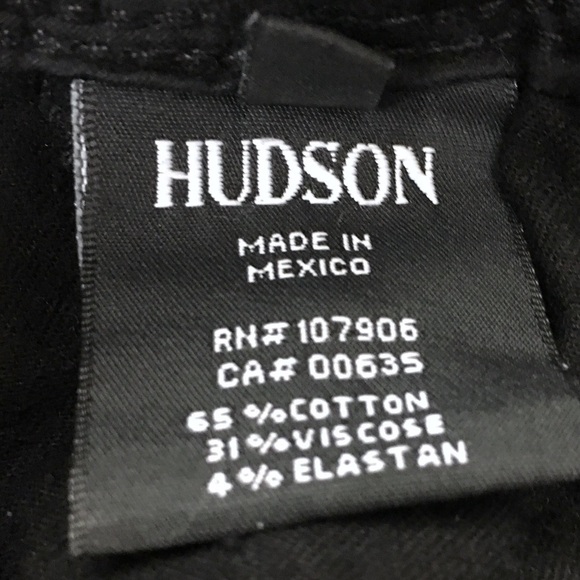 HUDSON
MADE IN
MEXICO
RN# 107906
CA# 00635
65 %COTTON
31 %VISCOSE
4 % ELASTAN